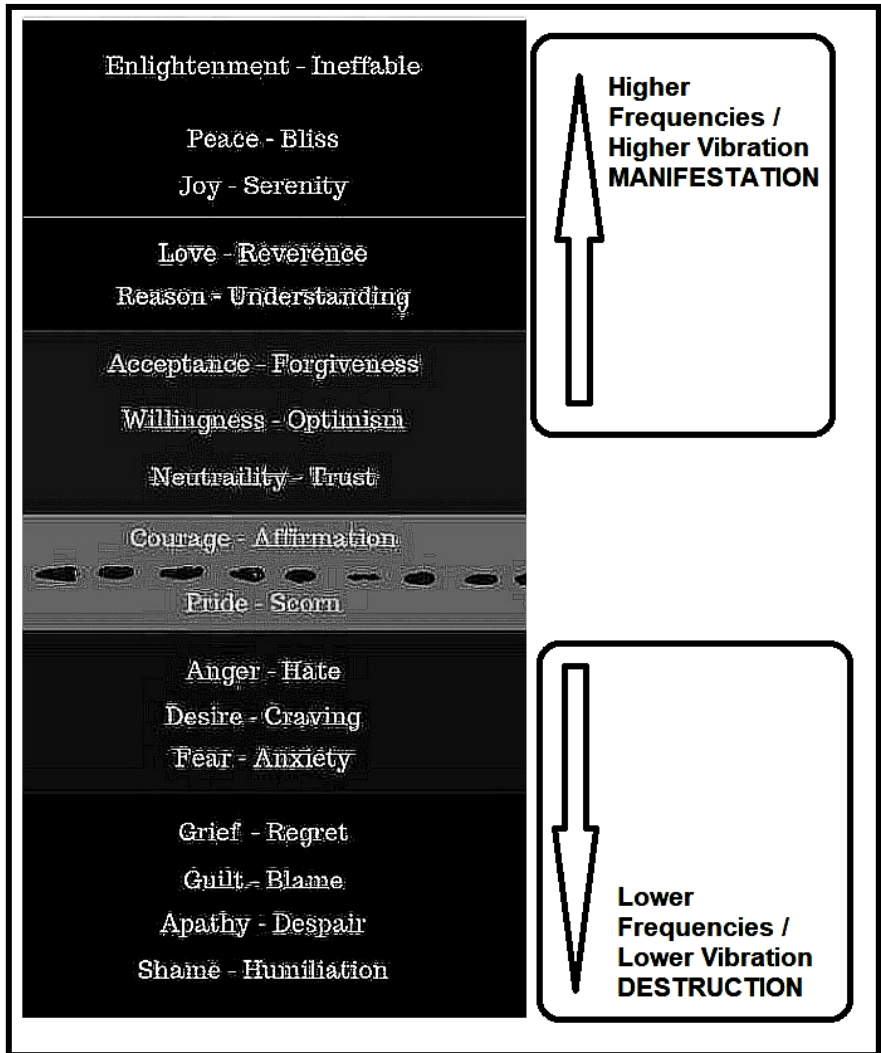 Enlightenment - Ineffable
Peace - Bliss
Joy - Serenity
Love - Reverence
Reason - Understanding
Acceptance - Forgiveness
Willingness - Optimism
Neutraility - Trust
Courage - Affirmation
Pride - Scorn
Anger - Hate
Desire - Craving
Fear - Anxiety
Grief - Regret
Guilt - Blame
Apathy - Despair
Shame - Humiliation
Higher
Frequencies /
Higher Vibration
MANIFESTATION
Lower
Frequencies /
Lower Vibration
DESTRUCTION